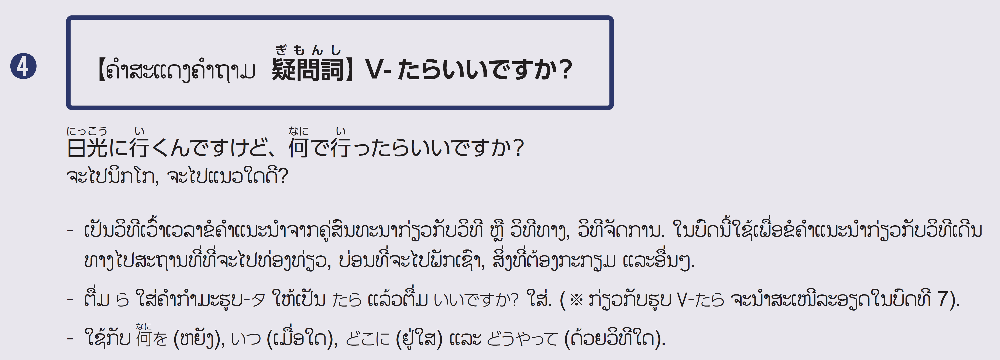 ❹ 【ຄຳສະແດງຄຳຖາມ 疑問詞】V- たらいいですか？
ぎもんし
にっこう い なに い
日光に行くんですけど、何で行ったらいいですか？
ຈະໄປນິກໂກ, ຈະໄປແນວໃດດີ?
- ເປັນວິທີເວົ້າເວລາຂໍຄຳແນະນຳຈາກຄູ່ສົນທະນາກ່ຽວກັບວິທີ ຫຼື ວິທີທາງ, ວິທີຈັດການ. ໃນບົດນີ້ໃຊ້ເພື່ອຂໍຄຳແນະນຳກ່ຽວກັບວິທີເດີນ
ທາງໄປສະຖານທີ່ທີ່ຈະໄປທ່ອງທ່ຽວ, ບ່ອນທີ່ຈະໄປພັກເຊົາ, ສິ່ງທີ່ຕ້ອງກະກຽມ ແລະອື່ນໆ.
- ຕື່ມ ら ໃສ່ຄຳກຳມະຮູບ-タ ໃຫ້ເປັນ たら ແລ້ວຕື່ມ いいですか？ ໃສ່. (※ ກ່ຽວກັບຮູບ V-たら ຈະນຳສະເໜີລະອຽດໃນບົດທີ 7).
なに
- ໃຊ້ກັບ 何を (ຫຍັງ), いつ (ເມື່ອໃດ), どこに (ຢູ່ໃສ) ແລະ どうやって (ດ້ວຍວິທີໃດ).